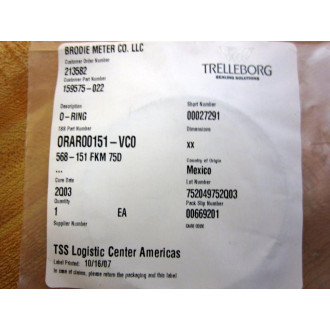 BRODIE METER CO. LLC
Customer Order Number
213582
Customer Part Number
159575-022
TRELLEBORG
SEALING SOLUTIONS
Description
O-RING
TSS Part Number
ORAR00151-VC0
568-151 FKM 75D
...
Cure Date
2Q03
Quantity
1 EA
Supplier Number
Short Number
00027291
Dimensions
xx
Country of Origin
Mexico
Lot Number
752049752Q03
Pack Slip Number
00669201
TSS Logistic Center Americas
Label Printed: 10/16/07
In case of claims, please return the packaging and this label